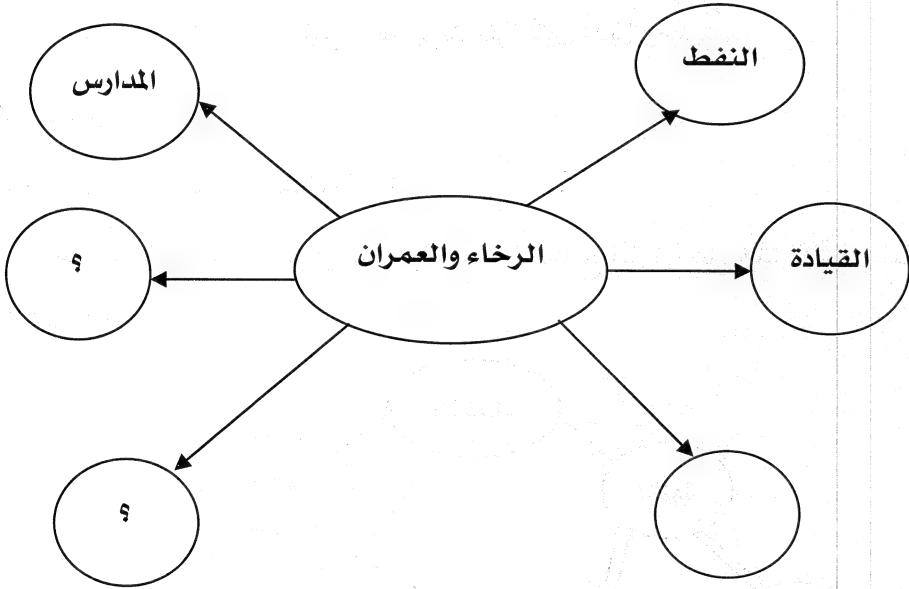 النفط
المدارس
الرخاء والعمران
القيادة
؟
؟